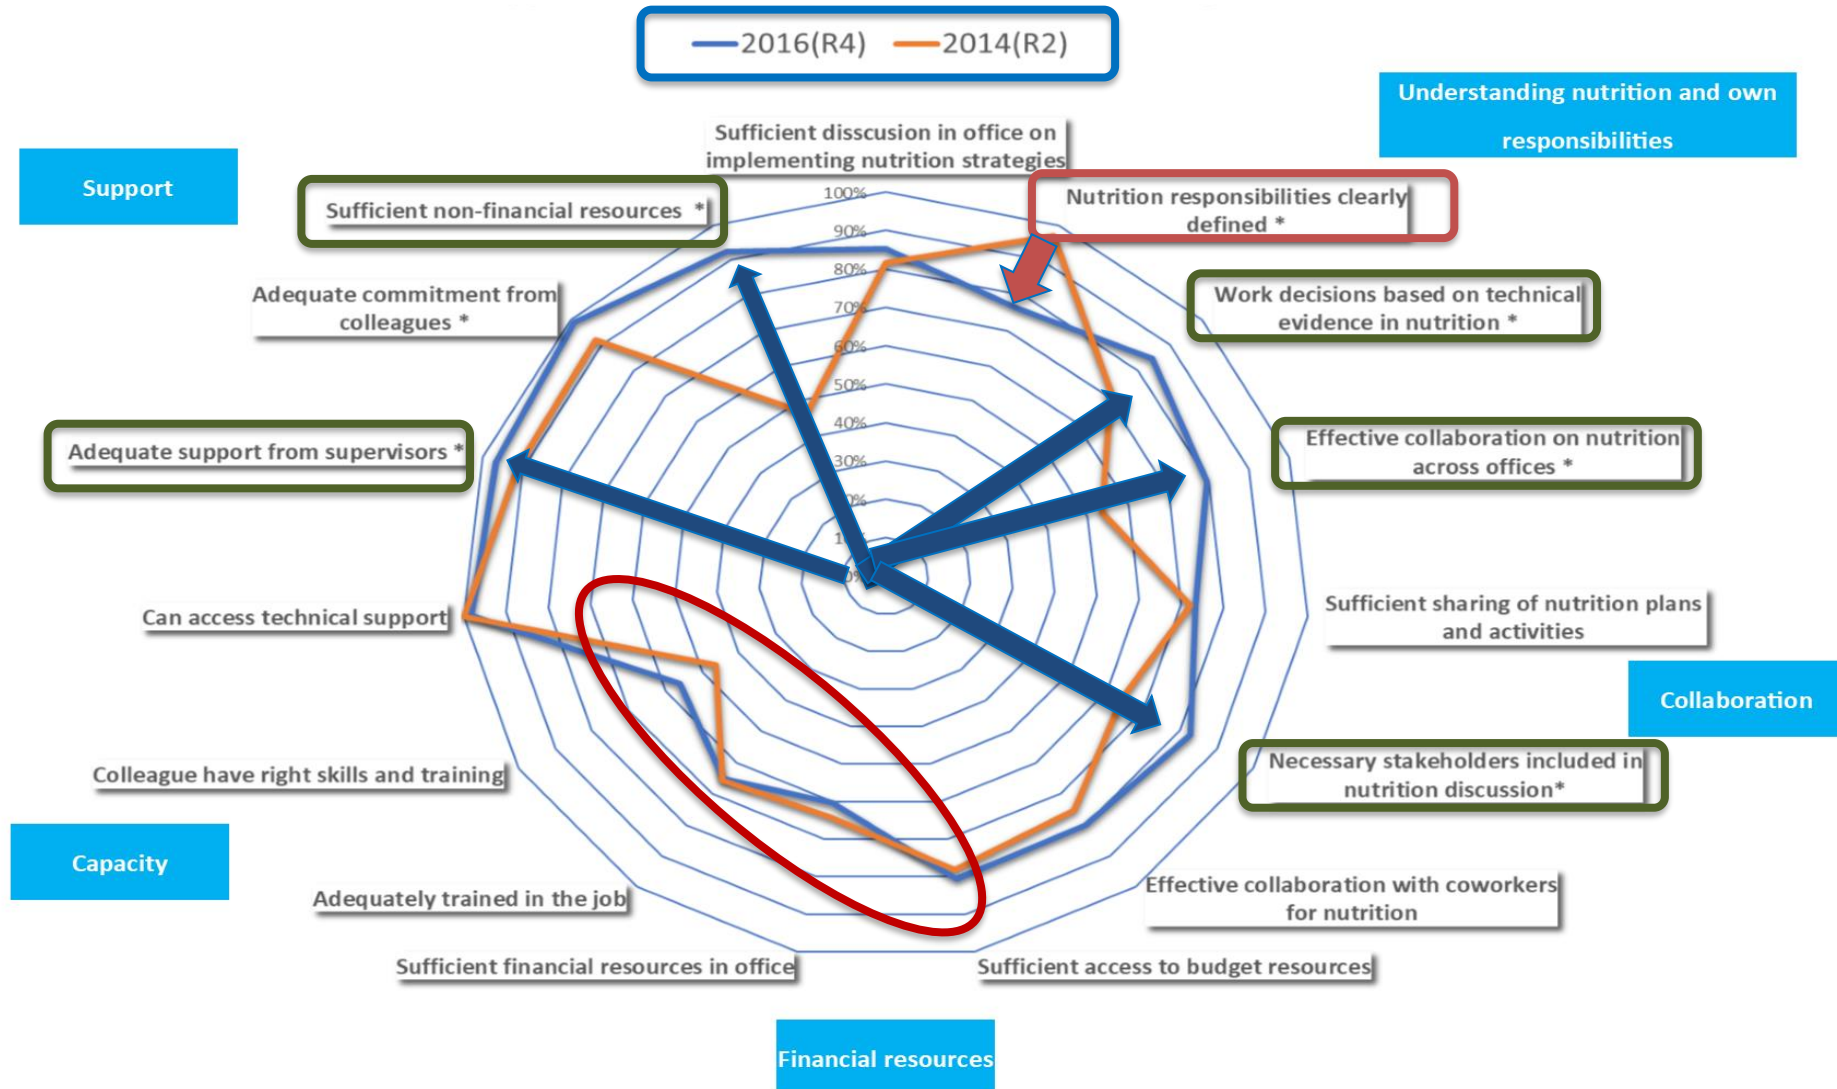 2016(R4) 2014(R2)
Understanding nutrition and own
responsibilities
Support
Sufficient disscusion in office on
implementing nutrition strategies
Sufficient non-financial resources *
Nutrition responsibilities clearly
defined *
Adequate commitment from
colleagues *
Work decisions based on technical
evidence in nutrition *
Adequate support from supervisors *
Effective collaboration on nutrition
across offices *
100%
90%
80%
70%
60%
50%
40%
30%
0%
10
0%
Can access technical support
Sufficient sharing of nutrition plans
and activities
Collaboration
Colleague have right skills and training
Necessary stakeholders included in
nutrition discussion*
Capacity
Adequately trained in the job
Effective collaboration with coworkers
for nutrition
Sufficient financial resources in office
Sufficient access to budget resources
Financial resources